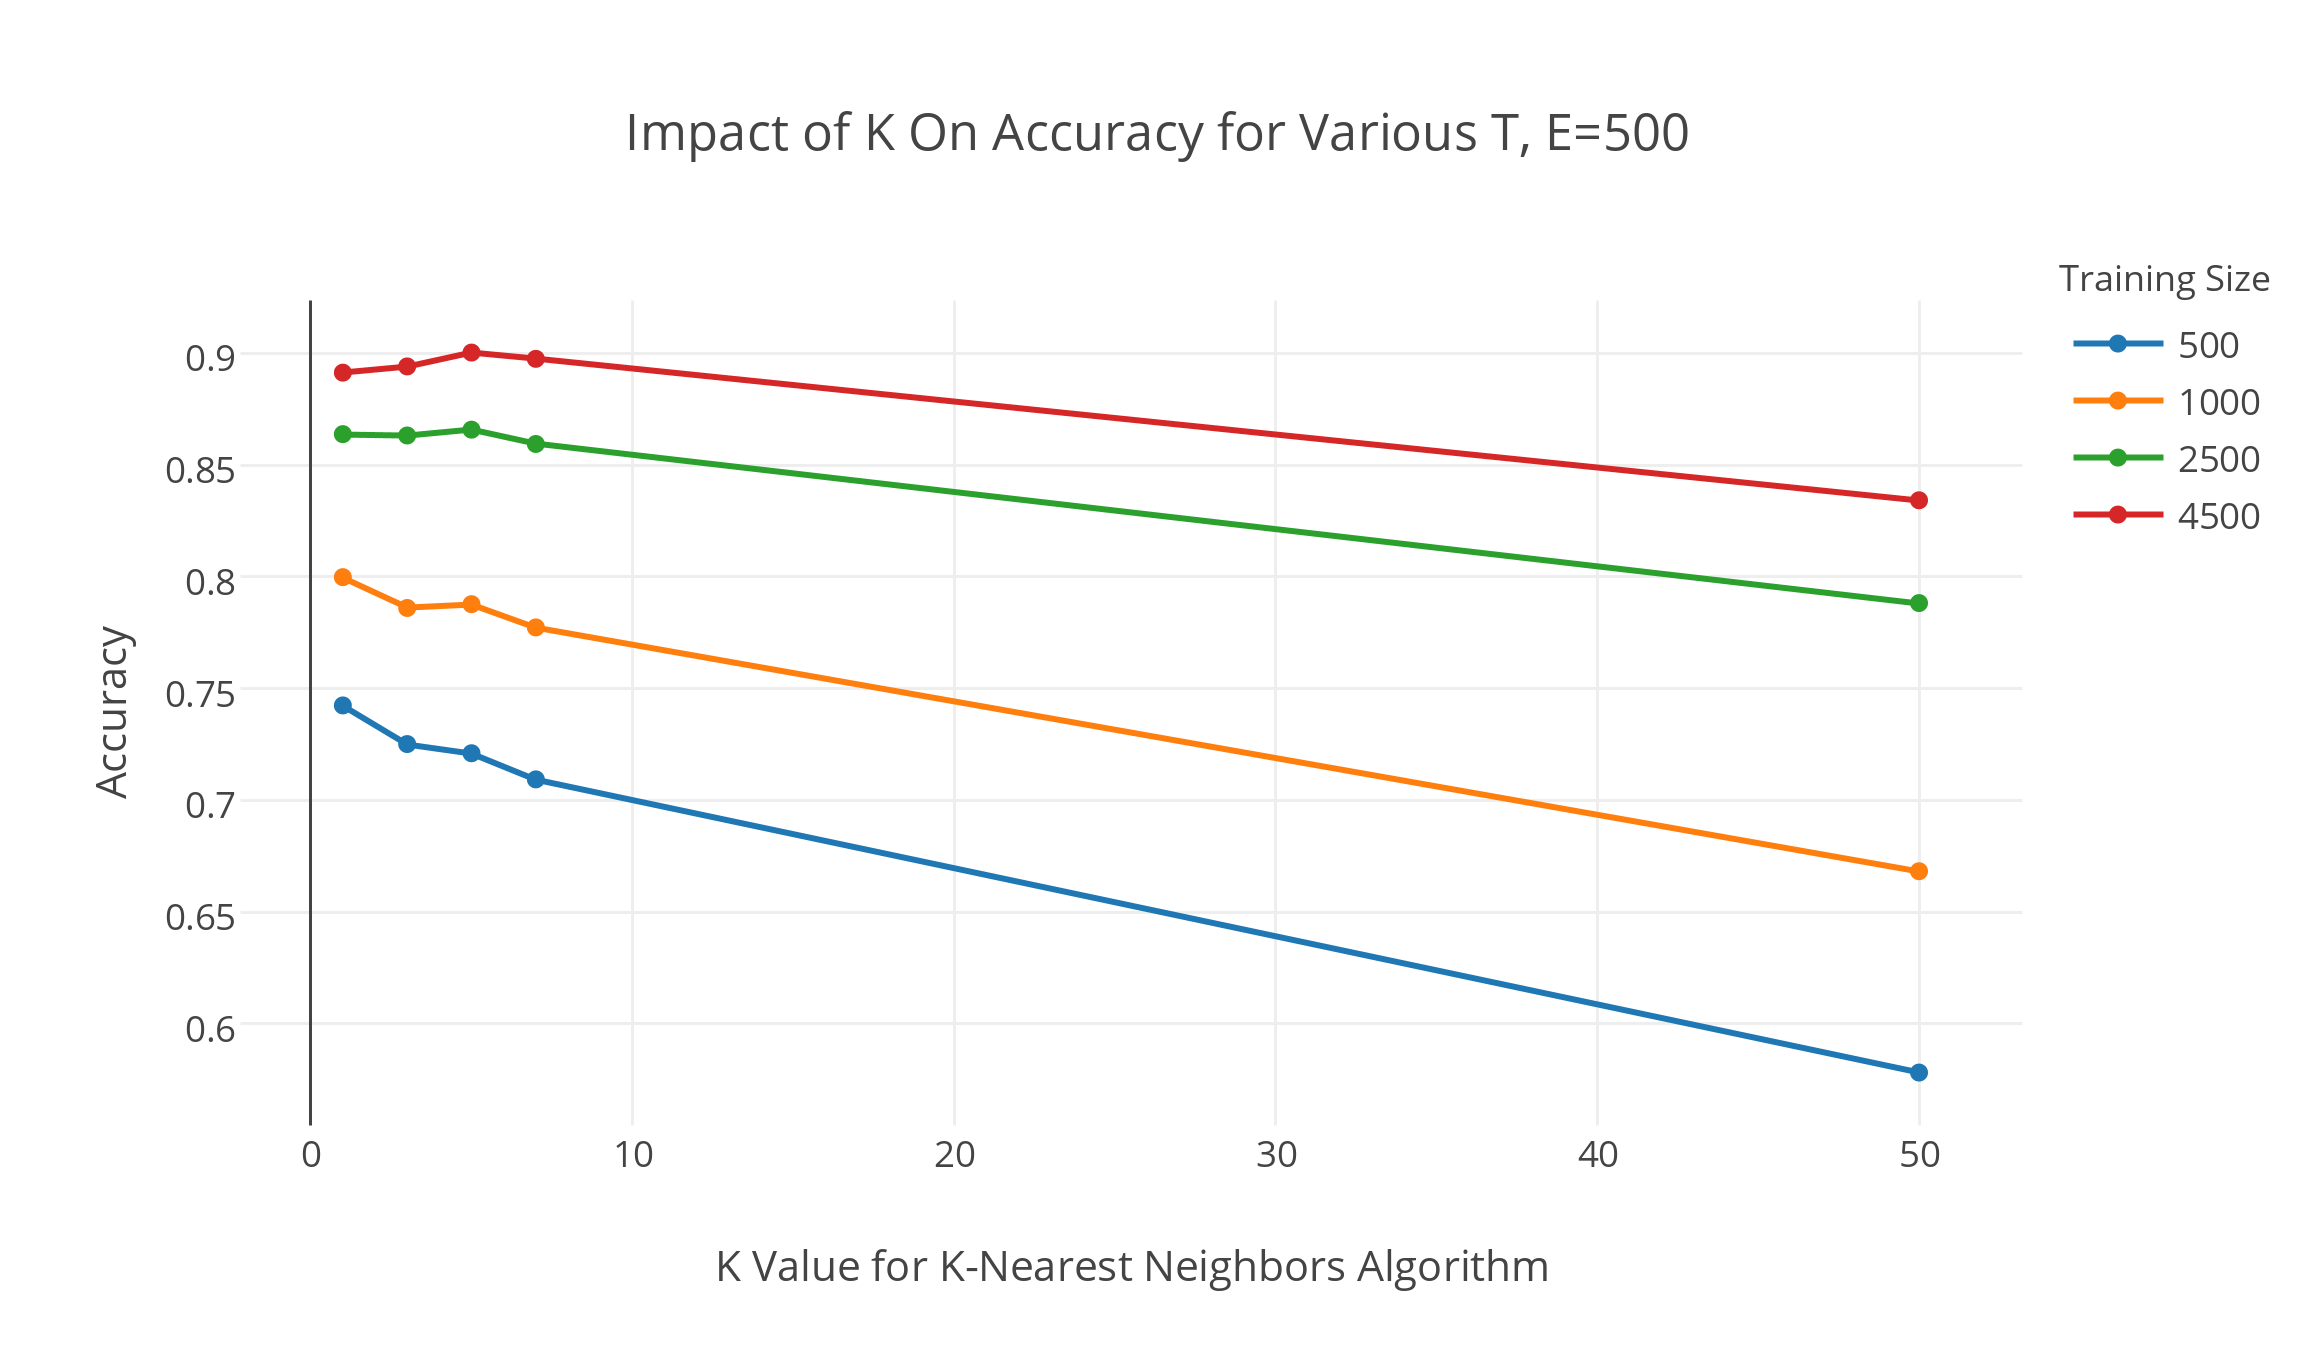 Impact of K On Accuracy for Various T, E=500
Training Size
500
1000
2500
4500
Accuracy
0.9
0.85
0.8
0.75
0.7
0.65
0.6
0 10 20 30 40 50
K Value for K-Nearest Neighbors Algorithm